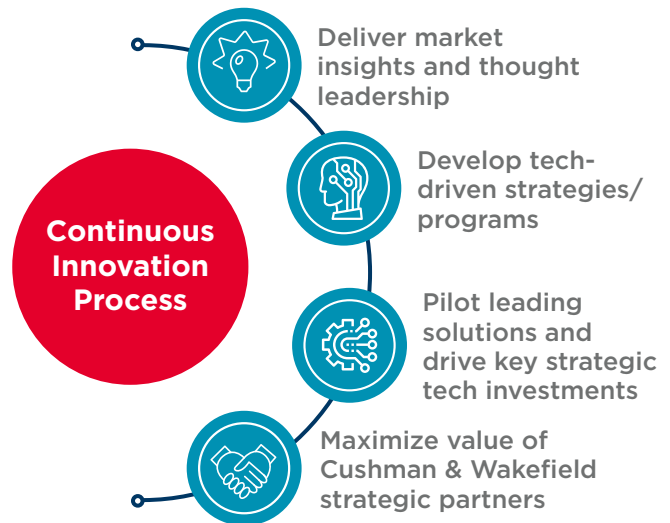 Deliver market
insights and thought
leadership
Develop tech-
driven strategies/
programs
Continuous
Innovation
Process
Pilot leading
solutions and
drive key strategic
tech investments
Maximize value of
Cushman & Wakefield
strategic partners